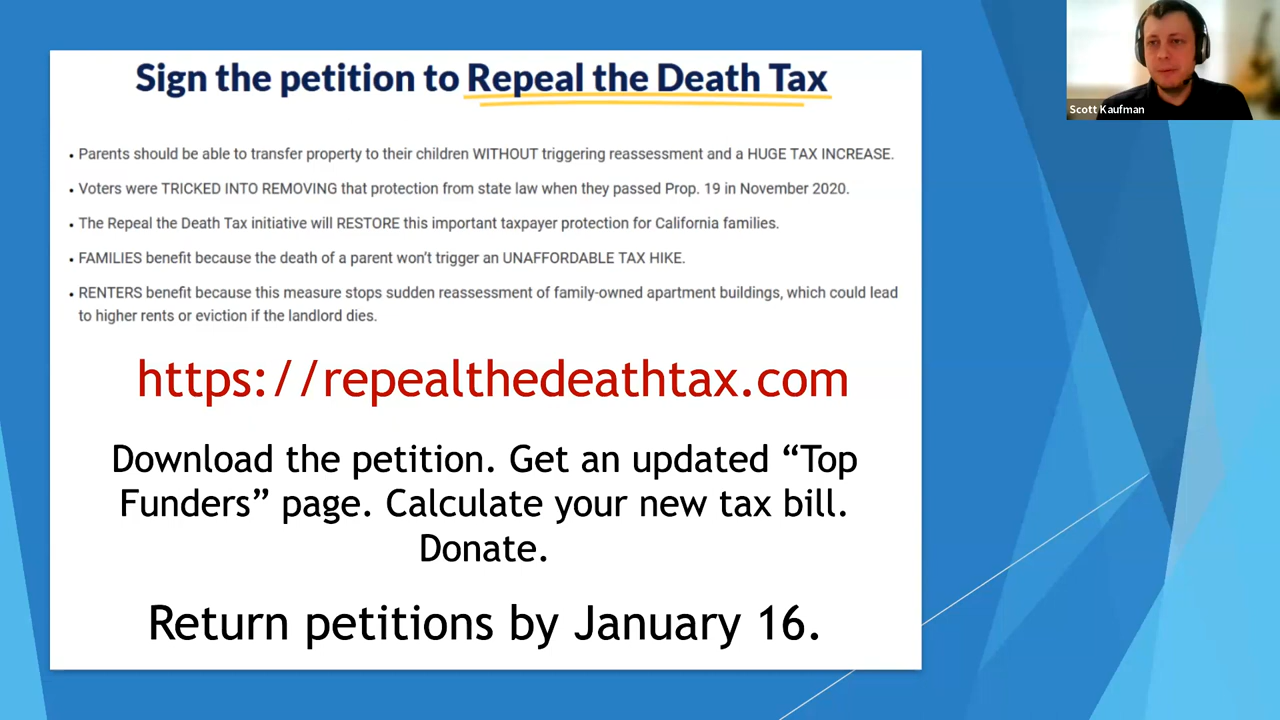 Sign the petition to Repeal the Death Tax
Scott Kaufman
• Parents should be able to transfer property to their children WITHOUT triggering reassessment and a HUGE TAX INCREASE.
• Voters were TRICKED INTO REMOVING that protection from state law when they passed Prop. 19 in November 2020.
• The Repeal the Death Tax initiative will RESTORE this important taxpayer protection for California families.
• FAMILIES benefit because the death of a parent won’t trigger an UNAFFORDABLE TAX HIKE.
• RENTERS benefit because this measure stops sudden reassessment of family-owned apartment buildings, which could lead
to higher rents or eviction if the landlord dies.
https://repealthedeathtax.com
Download the petition. Get an updated “Top
Funders” page. Calculate your new tax bill.
Donate.
Return petitions by January 16.